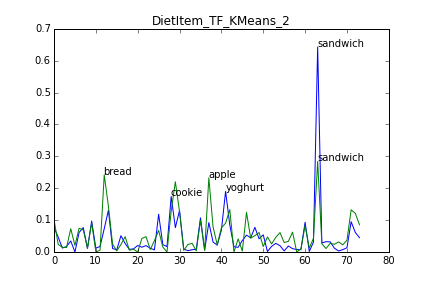 DietItem_TF_KMeans_2
0.7
0.6
0.5
0.4
0.3
0.2
0.1
0.0
sandwich
sandwich
bread
apple
cookie
yoghurt
0 10 20 30 40 50 60 70 80